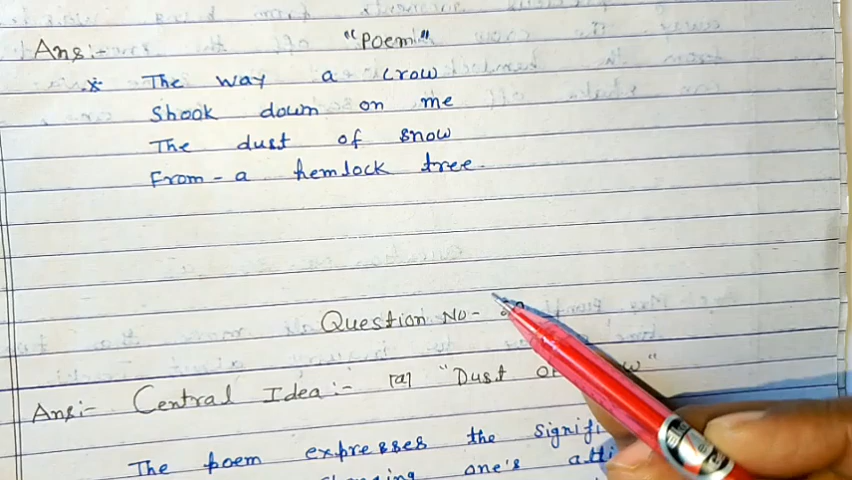 Ans:- "Poem"
* The way a Crow
Shook down on me
The dust of snow
From - a hemlock tree.
Question No-
Ans:- Central Idea:- [a] "Dust of
The poem expresses the
one's